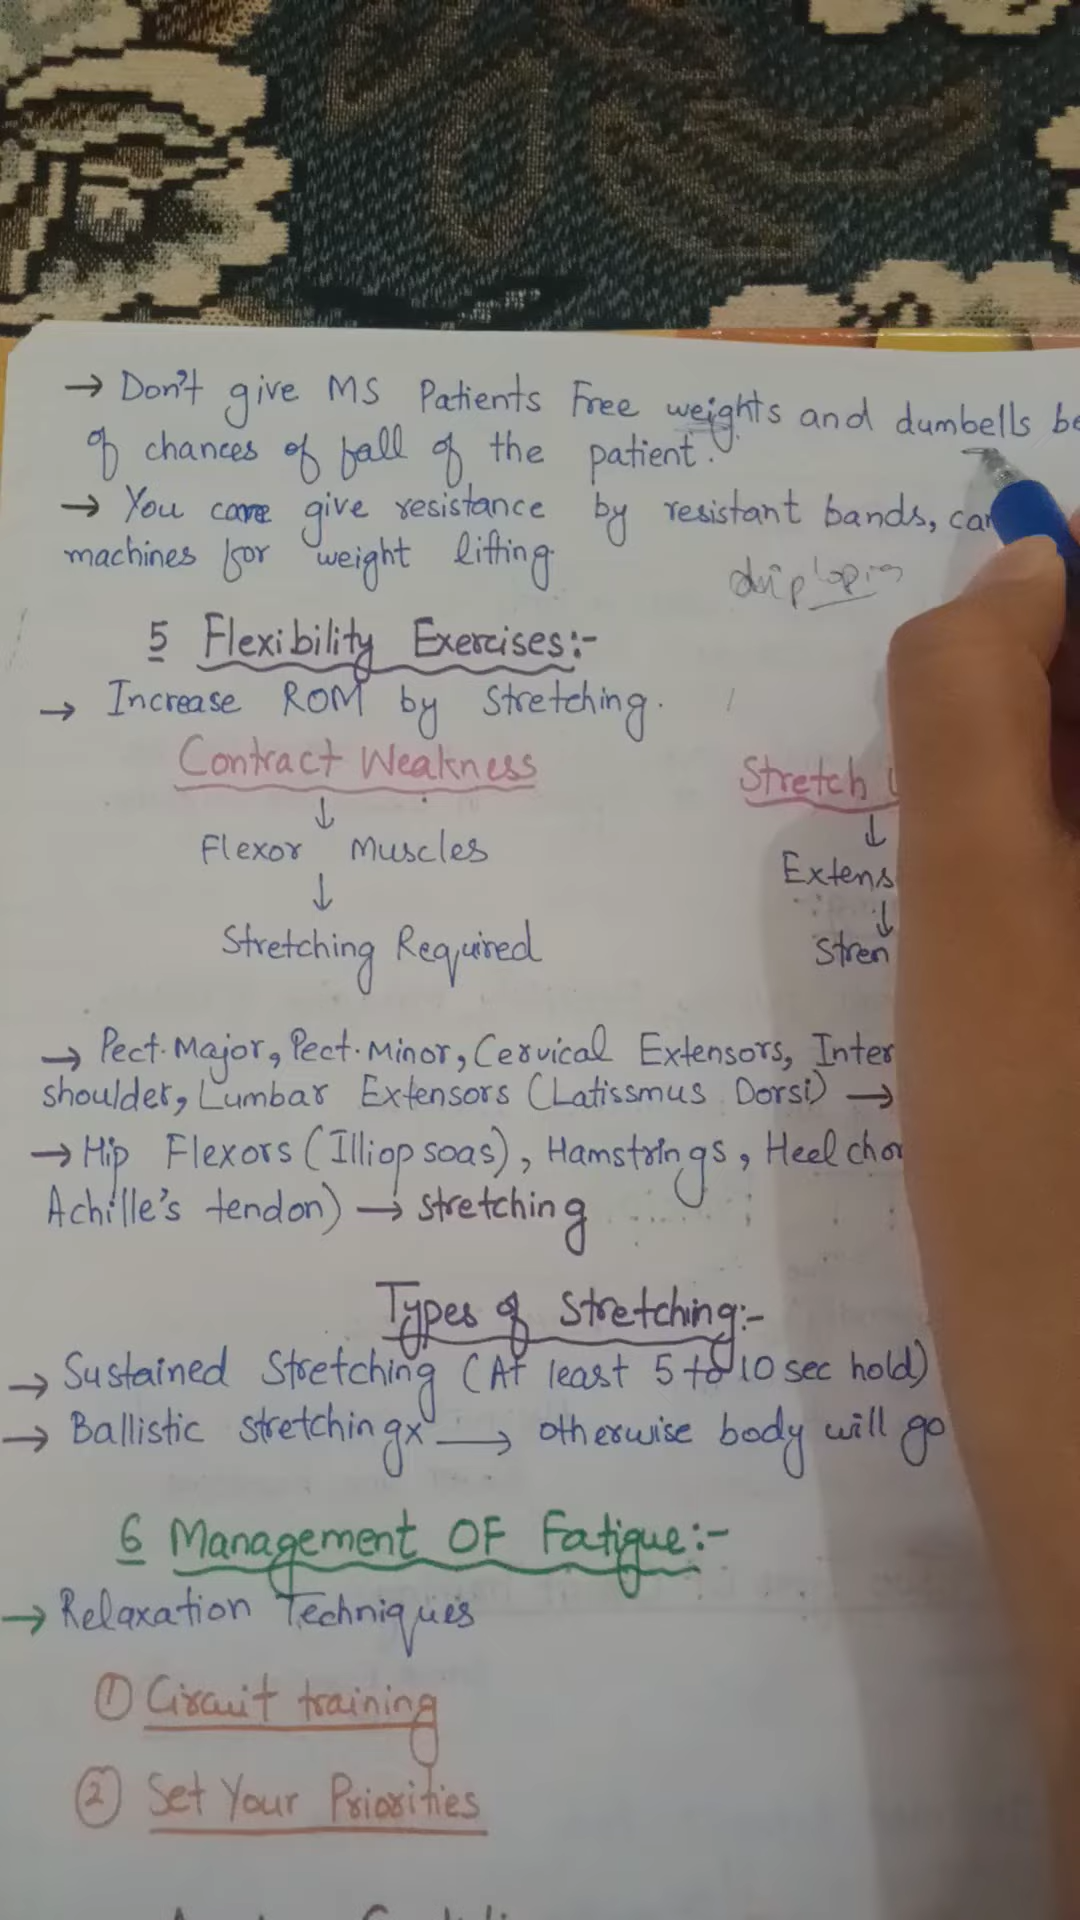 → Don't give MS Patients Free weights and dumbells be
of chances of fall of the patient.
→ You can give resistance by resistant bands, can
machines for weight lifting
5 Flexibility Exercises:-
→ Increase ROM by Stretching.
Contract Weakness Stretch
↓ ↓
Flexor Muscles Extens
↓ ↓
Stretching Required Stren
→ Pect. Major, Pect. Minor, Cervical Extensors, Inter
shoulder, Lumbar Extensors (Latissmus Dorsi) →
→ Hip Flexors (Illiopsoas), Hamstrings, Heel chor
Achille's tendon) → stretching
Types of Stretching:-
→ Sustained Stretching (At least 5 to 10 sec hold)
→ Ballistic stretching x → otherwise body will go
6 Management OF Fatigue:-
→ Relaxation Techniques
① Circuit training
② Set Your Priorities